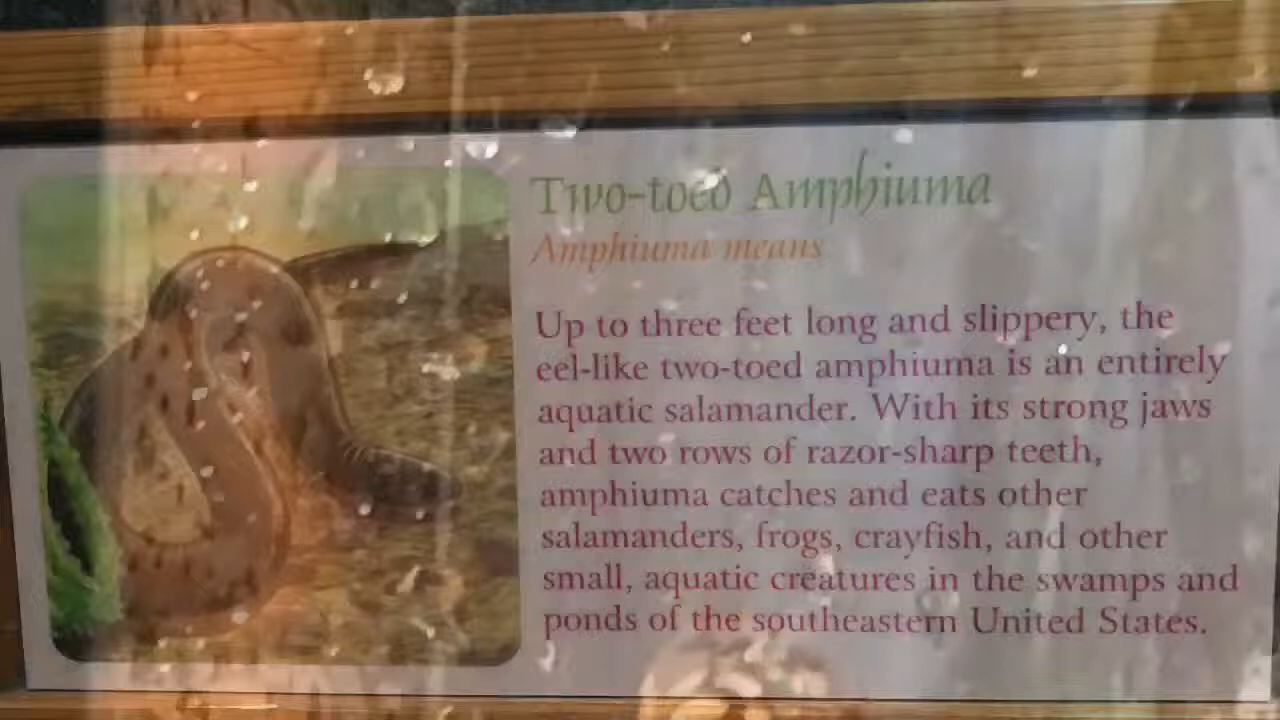 Two-toed Amphiuma
Amphiuma means
Up to three feet long and slippery, the
eel-like two-toed amphiuma is an entirely
aquatic salamander. With its strong jaws
and two rows of razor-sharp teeth,
amphiuma catches and eats other
salamanders, frogs, crayfish, and other
small, aquatic creatures in the swamps and
ponds of the southeastern United States.